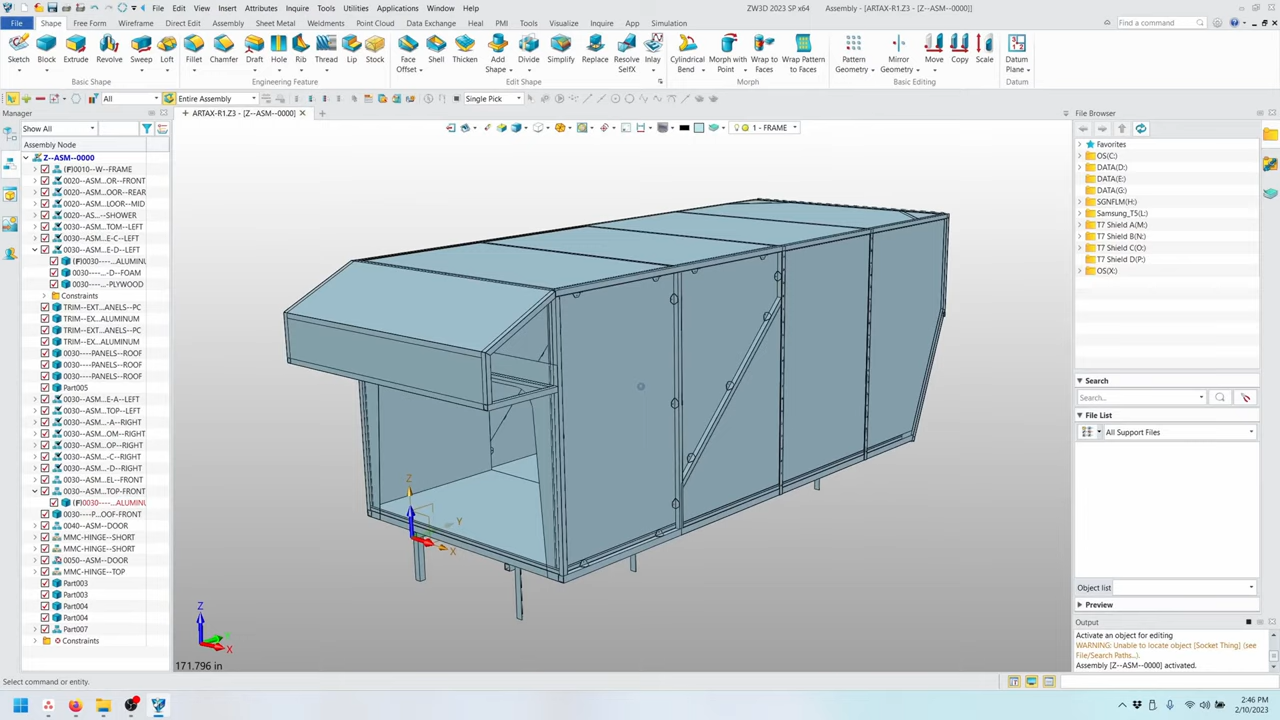 File Edit View Insert Attributes Inquire Tools Utilities Applications Window Help
ZW3D 2023 SP x64
Assembly - [ARTAX-R1.Z3 - [Z--ASM--0000]]
File Shape Free Form Wireframe Direct Edit Assembly Sheet Metal Weldments Point Cloud Data Exchange Heal PMI Tools Visualize Inquire App Simulation
Find a command
Sketch Block Extrude Revolve Sweep Loft Fillet Chamfer Draft Hole Rib Thread Lip Stock Face Offset Shell Thicken Add Shape Divide Simplify Replace Resolve SelfX Inlay Cylindrical Bend Morph with Point Wrap to Faces Wrap Pattern to Faces Pattern Geometry Mirror Geometry Move Copy Scale Datum Plane
Basic Shape Engineering Feature Edit Shape Morph Basic Editing Datum
All Entire Assembly Single Pick
Manager
ARTAX-R1.Z3 - [Z--ASM--0000]
Show All
1 - FRAME
Assembly Node
Z--ASM--0000
(F)0010--W--FRAME
0020--ASM...OR--FRONT
0020--ASM...OOR--REAR
0020--ASM...LOOR--MID
0020--AS...--SHOWER
0030--ASM...TOM--LEFT
0030--ASM...E-C--LEFT
0030--ASM...E-D--LEFT
(F)0030--...ALUMINU
0030----...-D--FOAM
0030----...-PLYWOOD
Constraints
TRIM--EXT...ANELS--PC
TRIM--EX...ALUMINUM
TRIM--EXT...ANELS--PC
TRIM--EX...ALUMINUM
0030----PANELS--ROOF
0030----PANELS--ROOF
0030----PANELS--ROOF
Part005
0030--ASM...E-A--LEFT
0030--ASM...TOP--LEFT
0030--ASM...-A--RIGHT
0030--ASM...OM--RIGHT
0030--ASM...OP--RIGHT
0030--ASM...-C--RIGHT
0030--ASM...-D--RIGHT
0030--ASM...EL--FRONT
0030--ASM...TOP-FRONT
(F)0030----...ALUMINU
0030----P...OOF-FRONT
0040--ASM--DOOR
MMC-HINGE--SHORT
MMC-HINGE--SHORT
0050--ASM--DOOR
MMC-HINGE--TOP
Part003
Part003
Part004
Part004
Part007
Constraints
Z
Y
X
Z
X
171.796 in
File Browser
Favorites
OS(C:)
DATA(D:)
DATA(E:)
DATA(G:)
SGNFLM(H:)
Samsung_T5(L:)
T7 Shield A(M:)
T7 Shield B(N:)
T7 Shield C(O:)
T7 Shield D(P:)
OS(X:)
Search
Search...
File List
All Support Files
Object list
Preview
Output
Activate an object for editing
WARNING: Unable to locate object [Socket Thing] (see
File/Search Paths...).
Assembly [Z--ASM--0000] activated.
Select command or entity.
2:46 PM
2/10/2023